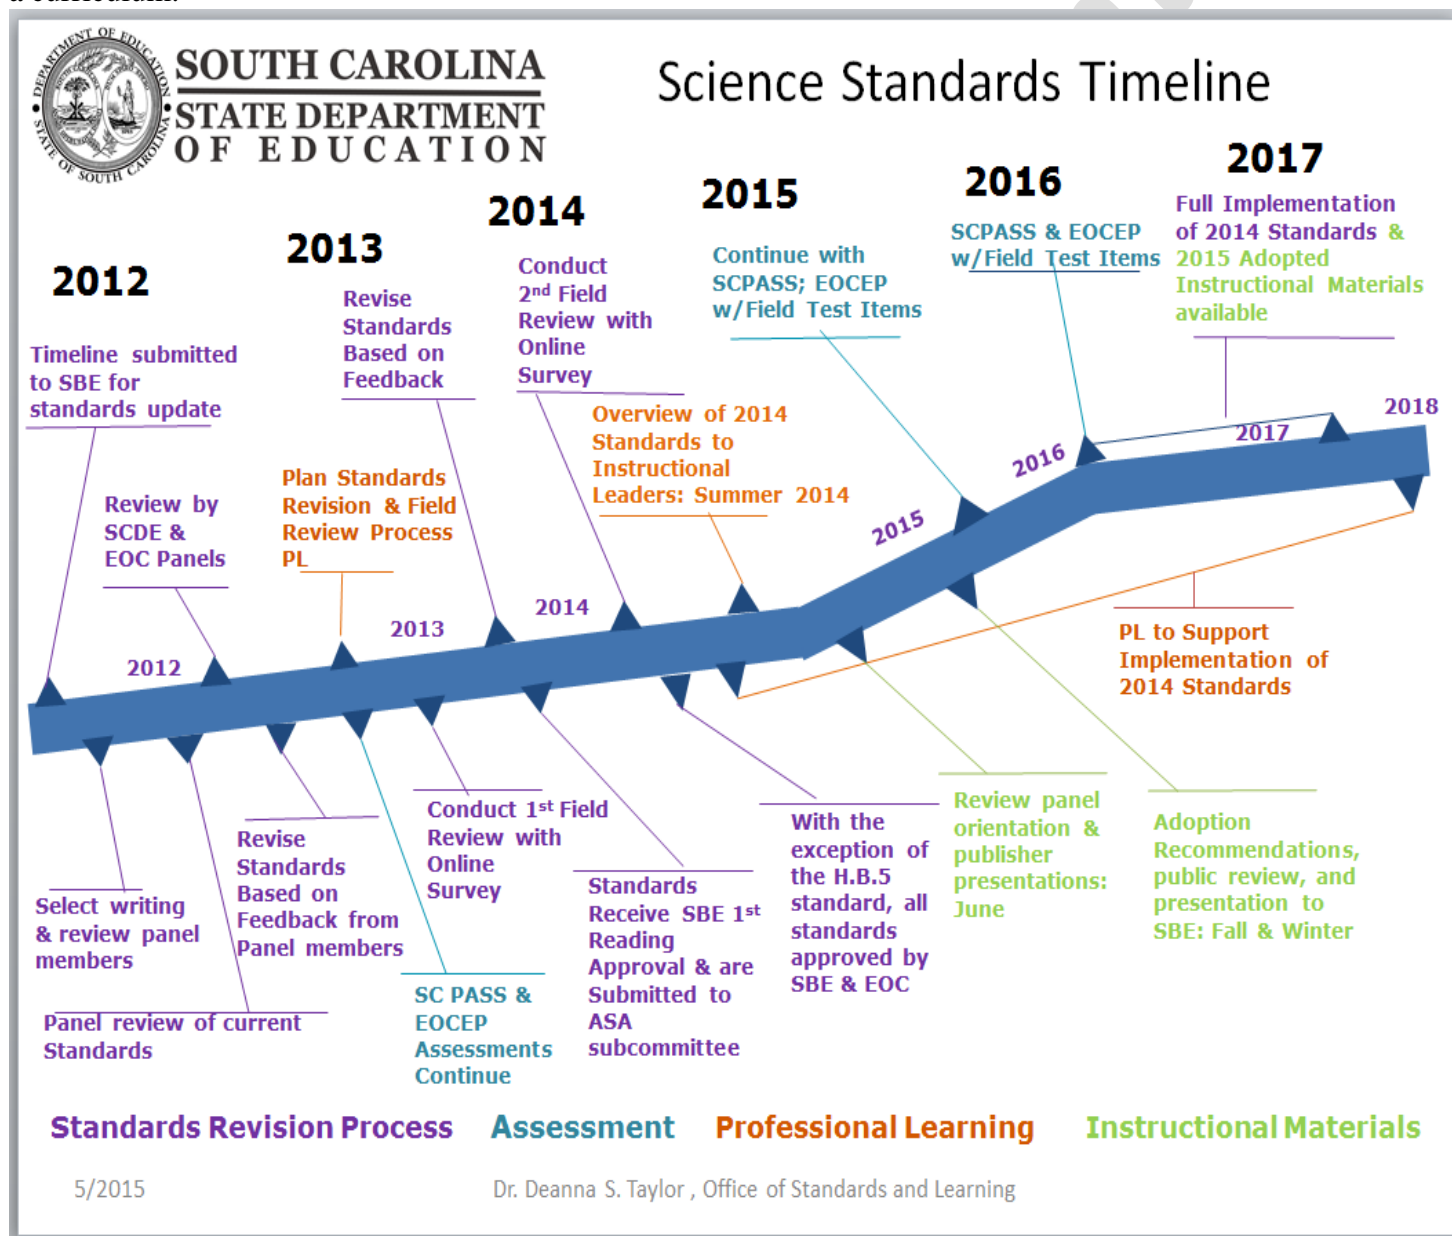 a curriculum.
DEPARTMENT OF EDUCATION
STATE OF SOUTH CAROLINA
SOUTH CAROLINA
STATE DEPARTMENT
OF EDUCATION
Science Standards Timeline
2012
Timeline submitted
to SBE for
standards update
Review by
SCDE &
EOC Panels
2013
Plan Standards
Revision & Field
Review Process
PL
Revise
Standards
Based on
Feedback
2014
Conduct
2nd Field
Review with
Online
Survey
Overview of 2014
Standards to
Instructional
Leaders: Summer 2014
2015
Continue with
SCPASS; EOCEP
w/Field Test Items
2016
SCPASS & EOCEP
w/Field Test Items
2017
Full Implementation
of 2014 Standards &
2015 Adopted
Instructional Materials
available
2012
2013
2014
2015
2016
2017
2018
Select writing
& review panel
members
Panel review of current
Standards
Revise
Standards
Based on
Feedback from
Panel members
SC PASS &
EOCEP
Assessments
Continue
Conduct 1st Field
Review with
Online
Survey
Standards
Receive SBE 1st
Reading
Approval & are
Submitted to
ASA
subcommittee
With the
exception of
the H.B.5
standard, all
standards
approved by
SBE & EOC
Review panel
orientation &
publisher
presentations:
June
Adoption
Recommendations,
public review, and
presentation to
SBE: Fall & Winter
PL to Support
Implementation of
2014 Standards
Standards Revision Process
Assessment
Professional Learning
Instructional Materials
5/2015
Dr. Deanna S. Taylor , Office of Standards and Learning